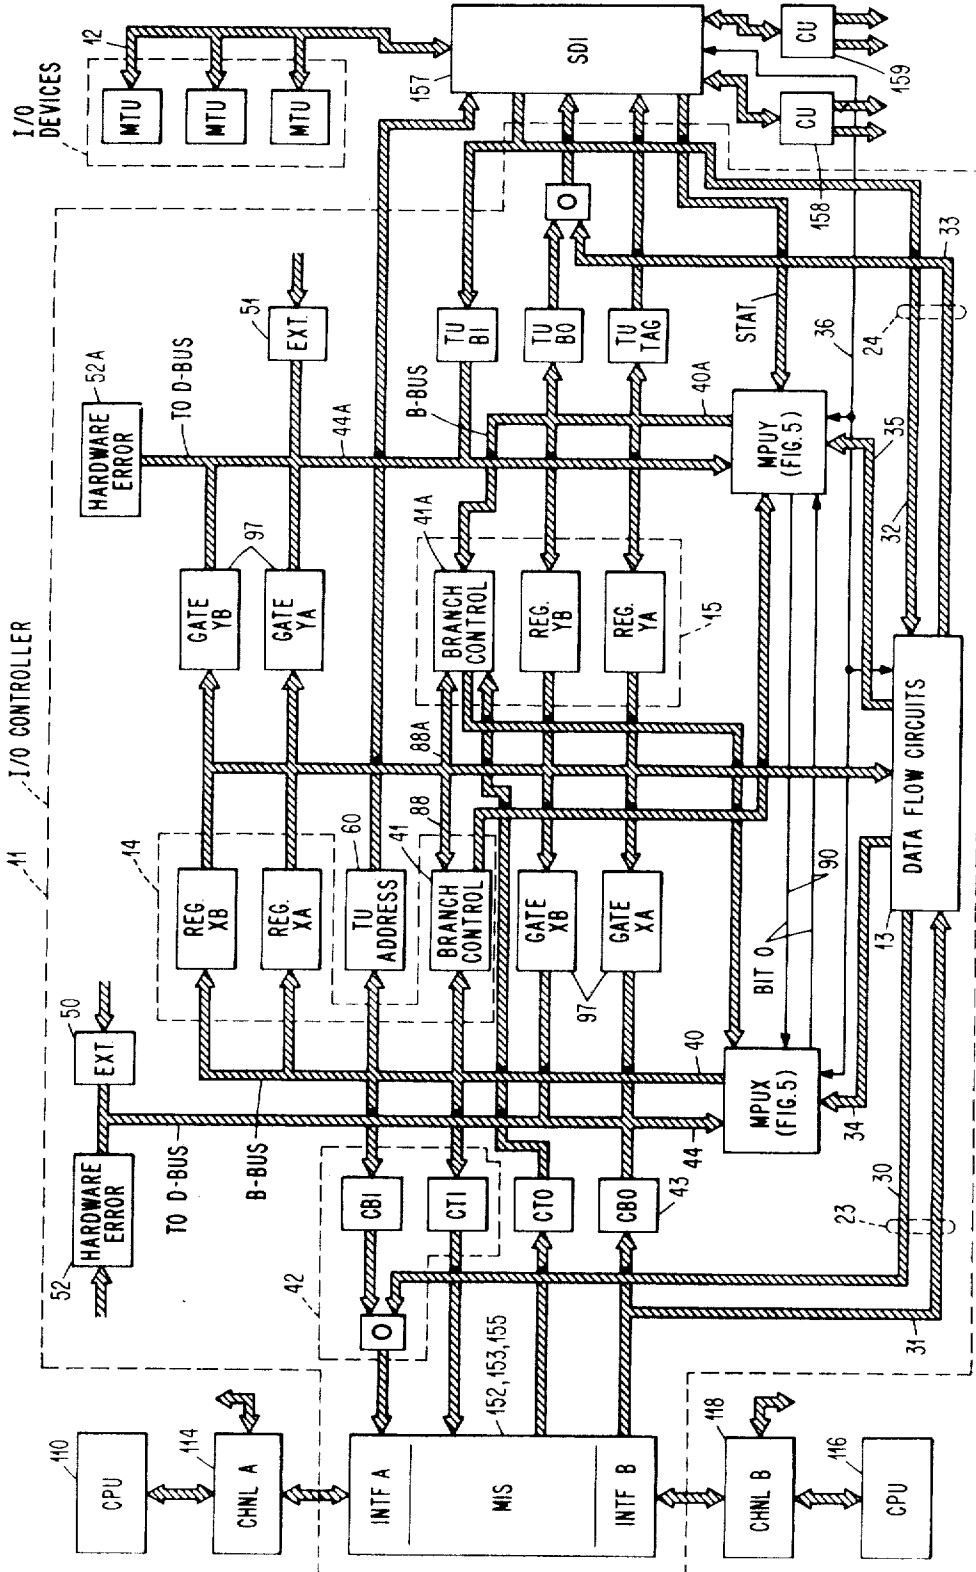 I/O CONTROLLER
11
I/O
DEVICES
12
MTU
MTU
MTU
157
SDI
CU
159
CU
158
110
CPU
114
CHNL A
INTF A
MIS
INTF B
152, 153, 155
118
CHNL B
116
CPU
52
HARDWARE
ERROR
50
EXT.
TO D-BUS
B-BUS
42
CBI
CTI
CTO
CBO
43
O
14
REG.
XB
REG.
XA
60
TU
ADDRESS
41
BRANCH
CONTROL
GATE
XB
GATE
XA
97
88
88A
GATE
YB
GATE
YA
97
52A
HARDWARE
ERROR
TO D-BUS
51
EXT.
44A
41A
BRANCH
CONTROL
REG.
YB
REG.
YA
15
B-BUS
TU
BI
TU
BO
TU
TAG
O
STAT
40A
MPUY
(FIG.5)
40
44
MPUX
(FIG.5)
34
BIT O
90
36
35
32
24
33
30
23
31
13
DATA FLOW CIRCUITS